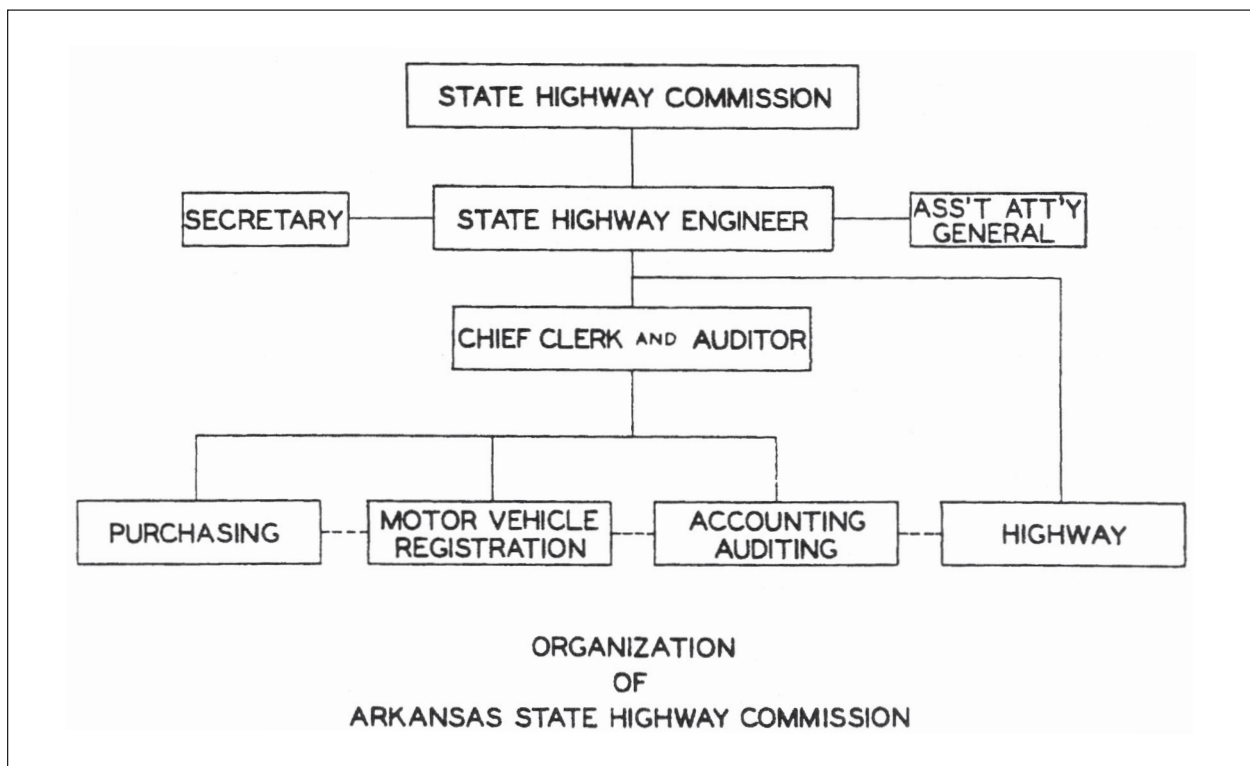 STATE HIGHWAY COMMISSION
SECRETARY
STATE HIGHWAY ENGINEER
ASS'T ATT'Y
GENERAL
CHIEF CLERK AND AUDITOR
PURCHASING
MOTOR VEHICLE
REGISTRATION
ACCOUNTING
AUDITING
HIGHWAY
ORGANIZATION
OF
ARKANSAS STATE HIGHWAY COMMISSION